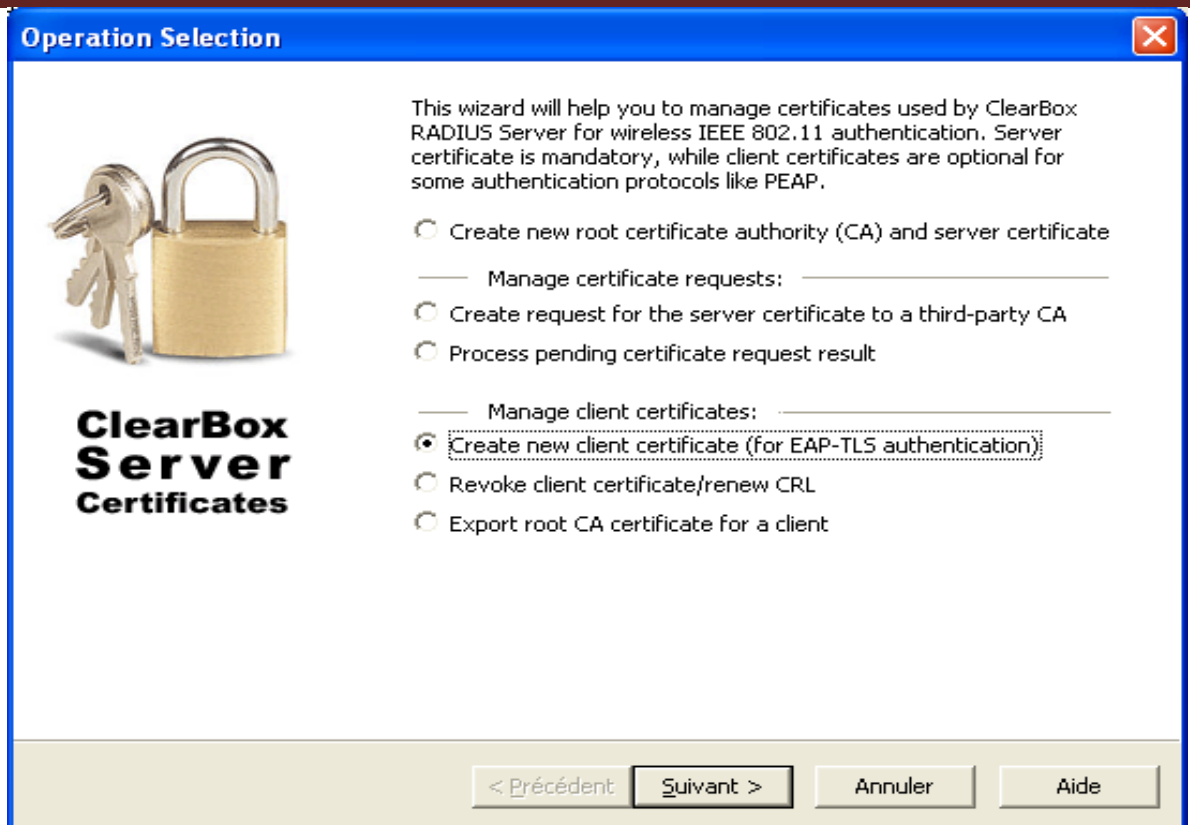 Operation Selection
This wizard will help you to manage certificates used by ClearBox
RADIUS Server for wireless IEEE 802.11 authentication. Server
certificate is mandatory, while client certificates are optional for
some authentication protocols like PEAP.
Create new root certificate authority (CA) and server certificate
Manage certificate requests:
Create request for the server certificate to a third-party CA
Process pending certificate request result
Manage client certificates:
Create new client certificate (for EAP-TLS authentication)
Revoke client certificate/renew CRL
Export root CA certificate for a client
ClearBox
Server
Certificates
< Précédent
Suivant >
Annuler
Aide